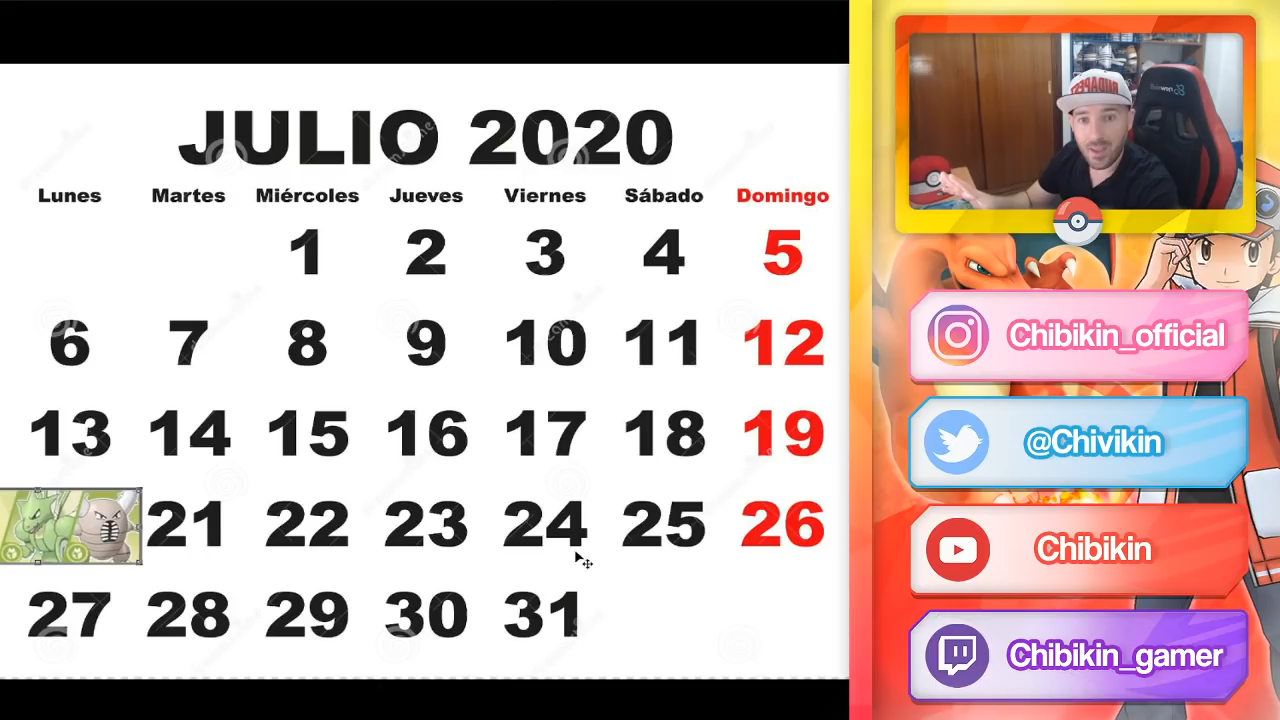 JULIO 2020
Lunes Martes Miércoles Jueves Viernes Sábado Domingo
1 2 3 4 5
6 7 8 9 10 11 12
13 14 15 16 17 18 19
21 22 23 24 25 26
27 28 29 30 31
BUDAPEST
Chibikin_official
@Chivikin
Chibikin
Chibikin_gamer